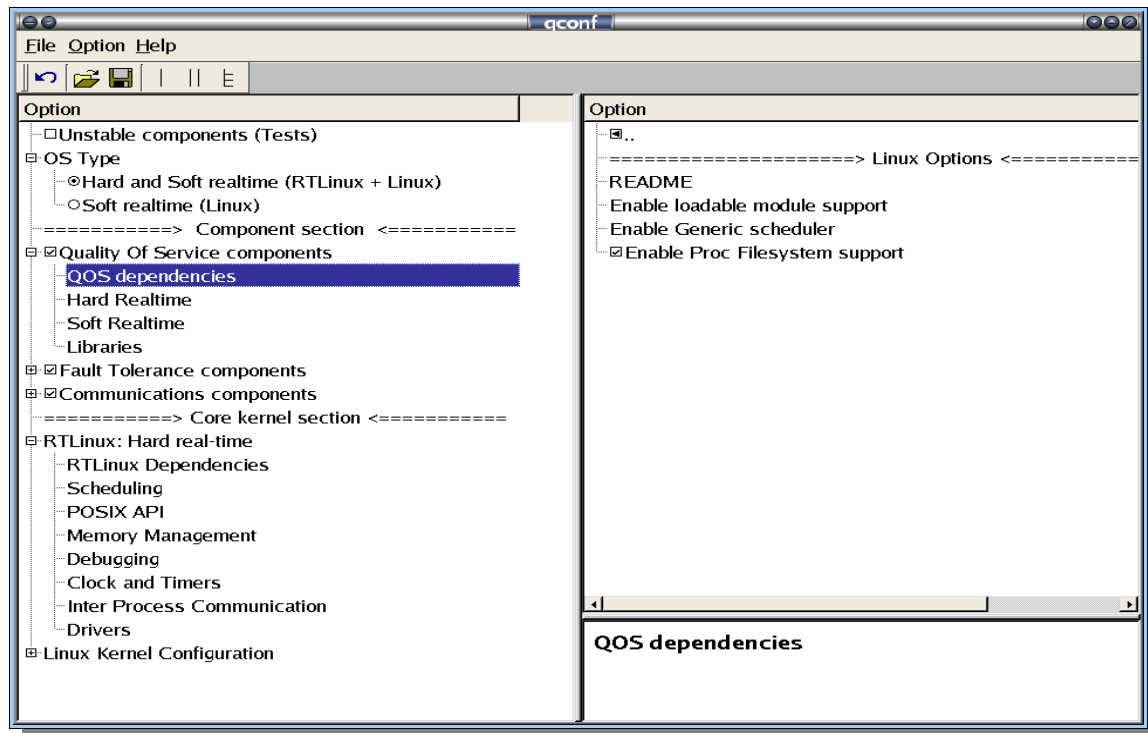 qconf
File Option Help
Option
Unstable components (Tests)
OS Type
Hard and Soft realtime (RTLinux + Linux)
Soft realtime (Linux)
===========> Component section <===========
Quality Of Service components
QOS dependencies
Hard Realtime
Soft Realtime
Libraries
Fault Tolerance components
Communications components
===========> Core kernel section <===========
RTLinux: Hard real-time
RTLinux Dependencies
Scheduling
POSIX API
Memory Management
Debugging
Clock and Timers
Inter Process Communication
Drivers
Linux Kernel Configuration
Option
..
=====================> Linux Options <===========
README
Enable loadable module support
Enable Generic scheduler
Enable Proc Filesystem support
QOS dependencies